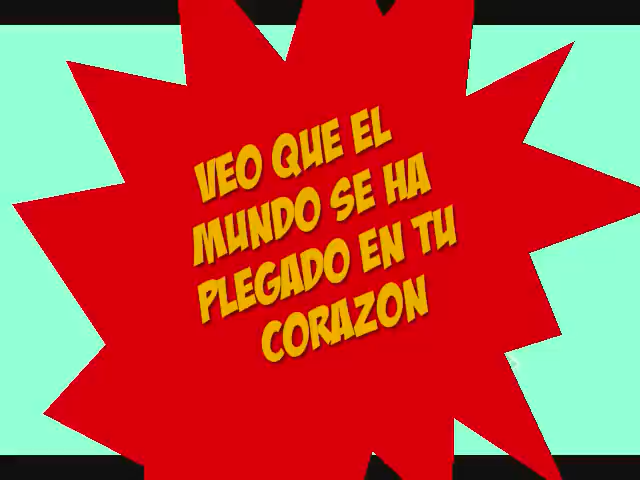 VEO QUE EL
MUNDO SE HA
PLEGADO EN TU
CORAZON